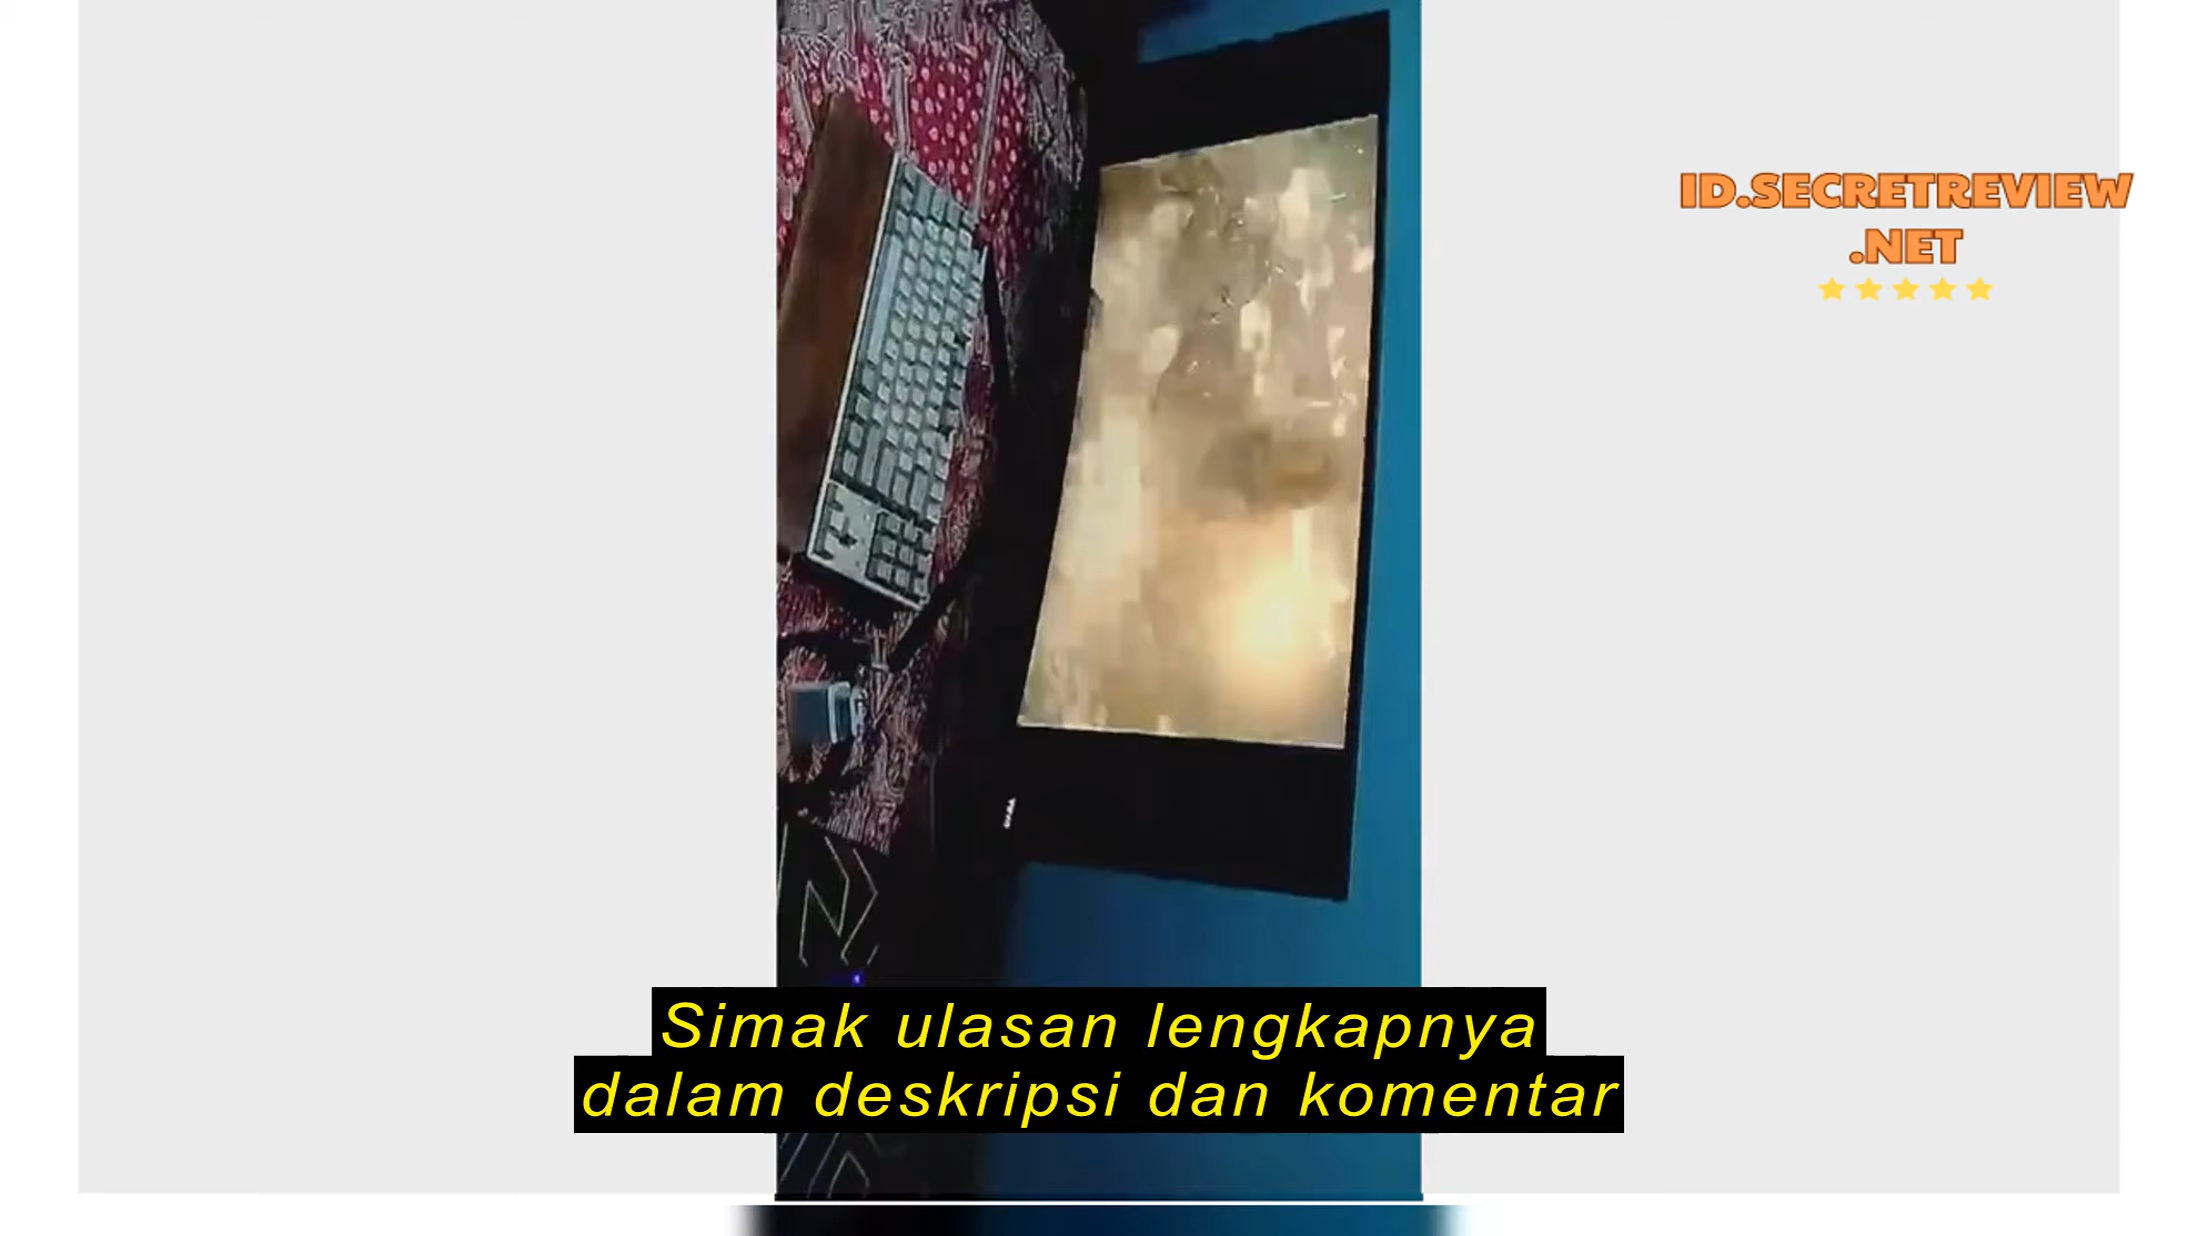 ID.SECRETREVIEW
.NET
Simak ulasan lengkapnya
dalam deskripsi dan komentar